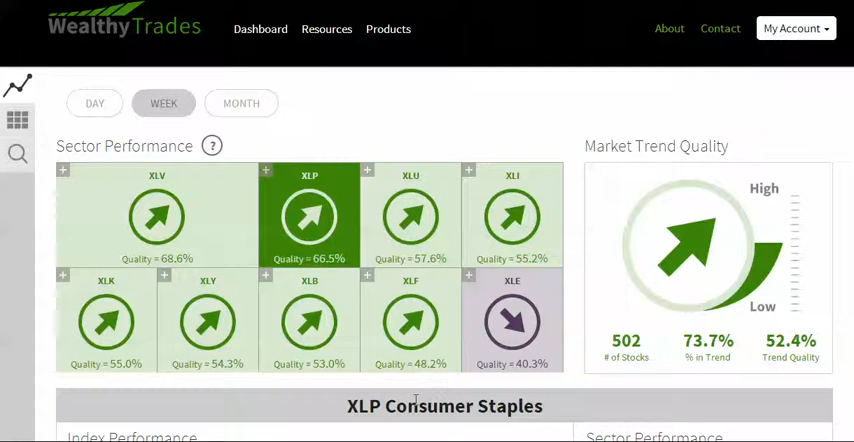 WealthyTrades
Dashboard Resources Products
About Contact My Account
DAY WEEK MONTH
Sector Performance ?
Market Trend Quality
XLV XLP XLU XLI
Quality = 68.6% Quality = 66.5% Quality = 57.6% Quality = 55.2%
XLK XLY XLB XLF XLE
Quality = 55.0% Quality = 54.3% Quality = 53.0% Quality = 48.2% Quality = 40.3%
High
Low
502 73.7% 52.4%
# of Stocks % in Trend Trend Quality
XLP Consumer Staples
Index Performance Sector Performance